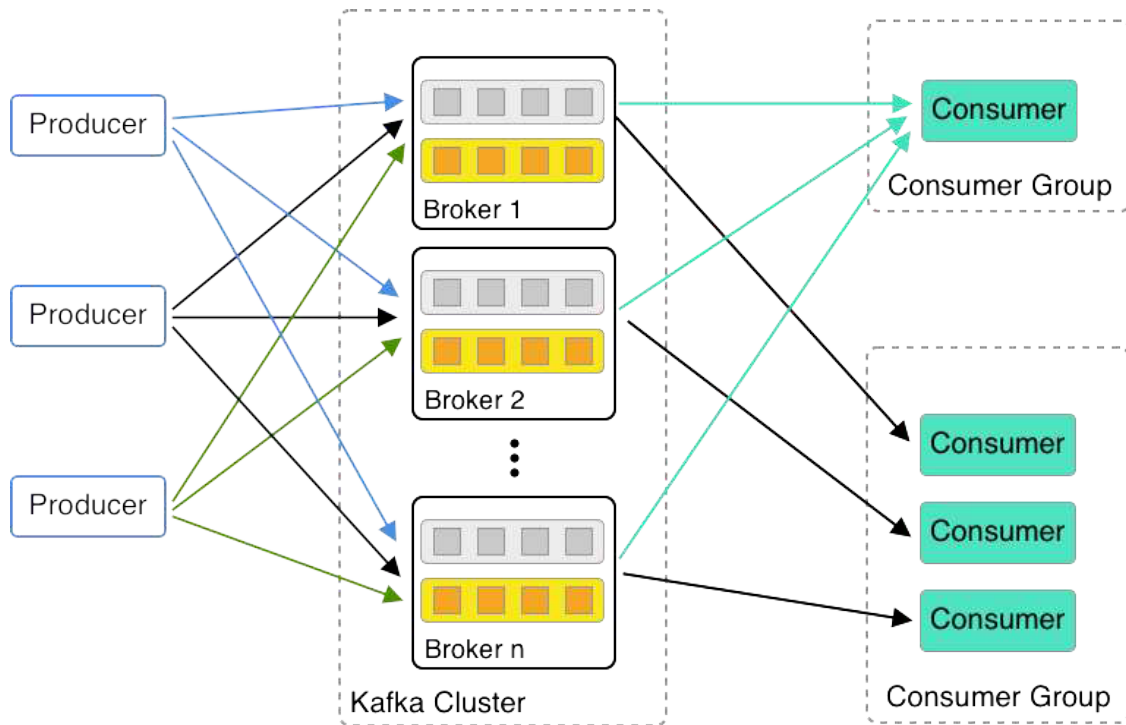 Producer
Producer
Producer
Broker 1
Broker 2
Broker n
Kafka Cluster
Consumer
Consumer Group
Consumer
Consumer
Consumer
Consumer Group